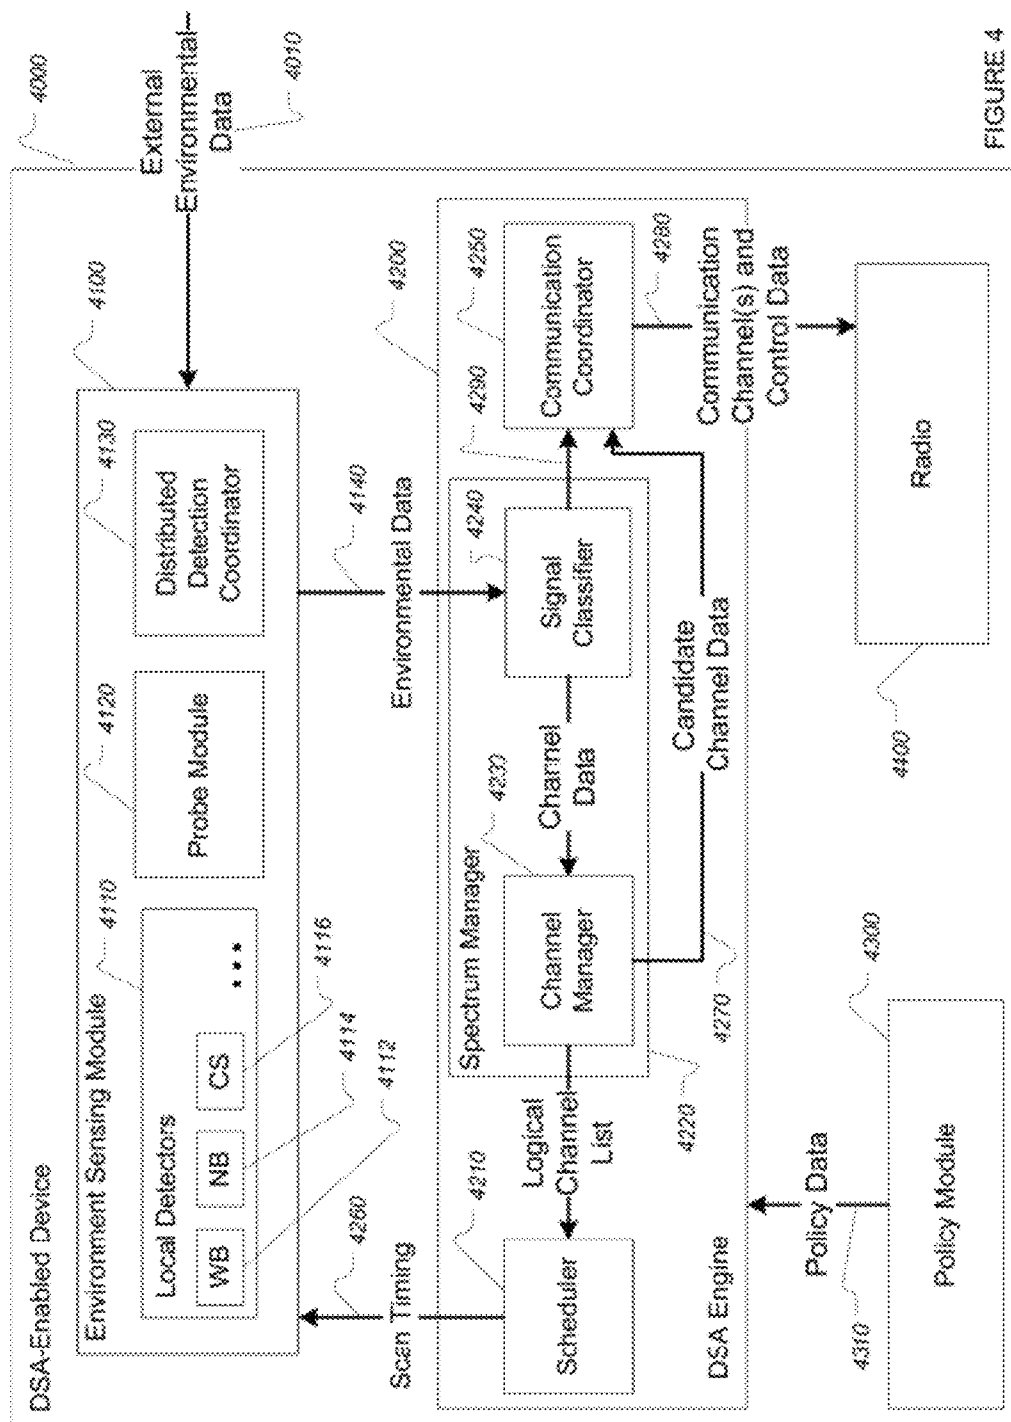 DSA-Enabled Device
4000
External
Environmental
Data
4010
Environment Sensing Module
4100
Local Detectors
4110
WB
NB
CS
...
4112
4114
4116
Probe Module
4120
Distributed
Detection
Coordinator
4130
Scan Timing
4260
Environmental Data
4140
DSA Engine
4200
Scheduler
4210
Logical
Channel
List
Spectrum Manager
4220
Channel
Manager
4230
Channel
Data
Signal
Classifier
4240
4290
Communication
Coordinator
4250
Candidate
Channel Data
4270
4280
Communication
Channel(s) and
Control Data
Policy Data
4310
Policy Module
4300
Radio
4400
FIGURE 4